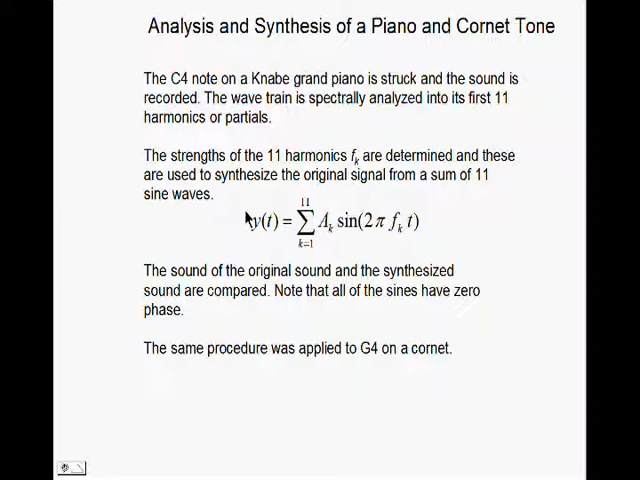 Analysis and Synthesis of a Piano and Cornet Tone
The C4 note on a Knabe grand piano is struck and the sound is
recorded. The wave train is spectrally analyzed into its first 11
harmonics or partials.
The strengths of the 11 harmonics fk are determined and these
are used to synthesize the original signal from a sum of 11
sine waves.
y(t) = ∑_{k=1}^{11} A_k sin(2π f_k t)
The sound of the original sound and the synthesized
sound are compared. Note that all of the sines have zero
phase.
The same procedure was applied to G4 on a cornet.